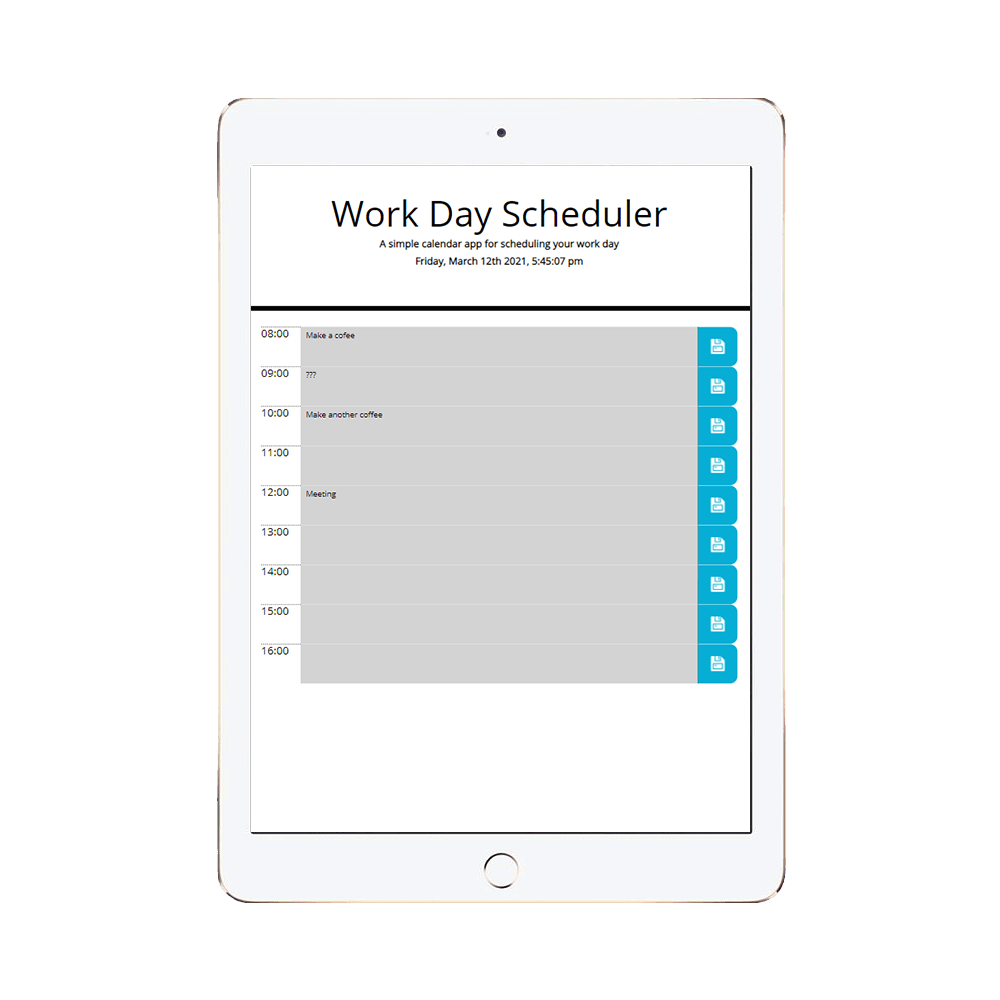 Work Day Scheduler
A simple calendar app for scheduling your work day
Friday, March 12th 2021, 5:45:07 pm
08:00 Make a cofee
09:00 ???
10:00 Make another coffee
11:00
12:00 Meeting
13:00
14:00
15:00
16:00